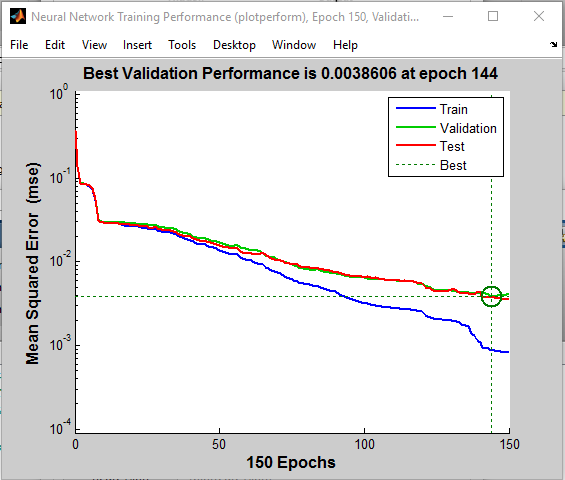 Neural Network Training Performance (plotperform), Epoch 150, Validati...
File Edit View Insert Tools Desktop Window Help
Best Validation Performance is 0.0038606 at epoch 144
Train
Validation
Test
Best
Mean Squared Error (mse)
10^0
10^-1
10^-2
10^-3
10^-4
0 50 100 150
150 Epochs